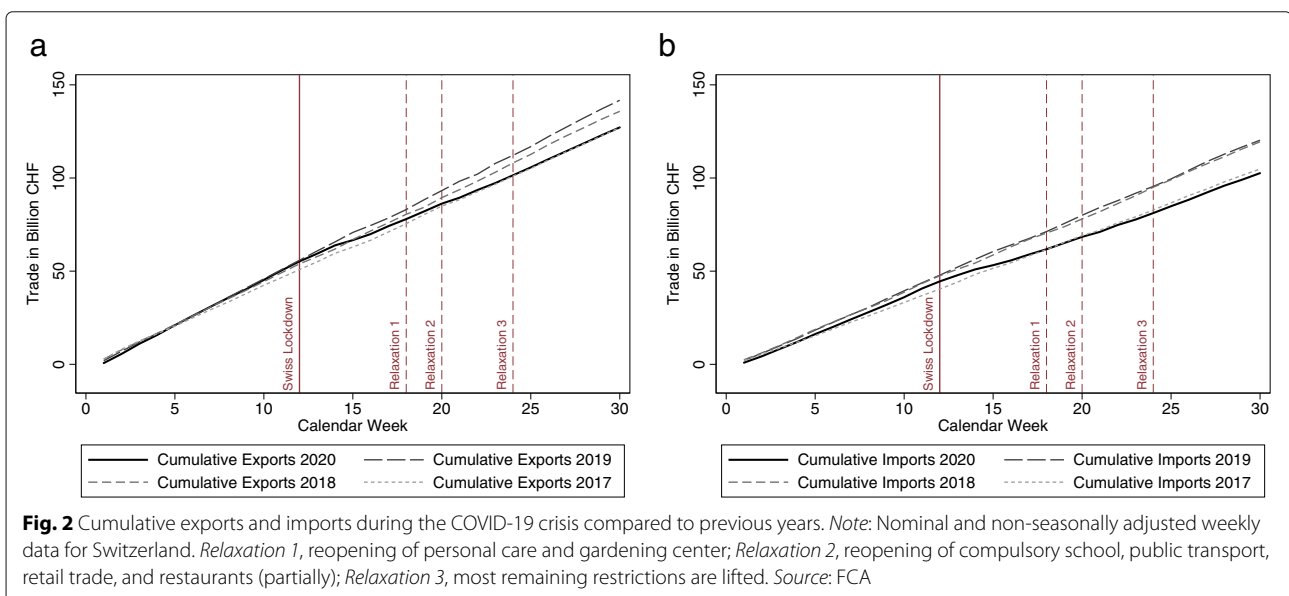 a
Trade in Billion CHF
150
100
50
0
Swiss Lockdown
Relaxation 1
Relaxation 2
Relaxation 3
0 5 10 15 20 25 30
Calendar Week
Cumulative Exports 2020 Cumulative Exports 2019
Cumulative Exports 2018 Cumulative Exports 2017
b
Trade in Billion CHF
150
100
50
0
Swiss Lockdown
Relaxation 1
Relaxation 2
Relaxation 3
0 5 10 15 20 25 30
Calendar Week
Cumulative Imports 2020 Cumulative Imports 2019
Cumulative Imports 2018 Cumulative Imports 2017
Fig. 2 Cumulative exports and imports during the COVID-19 crisis compared to previous years. Note: Nominal and non-seasonally adjusted weekly
data for Switzerland. Relaxation 1, reopening of personal care and gardening center; Relaxation 2, reopening of compulsory school, public transport,
retail trade, and restaurants (partially); Relaxation 3, most remaining restrictions are lifted. Source: FCA